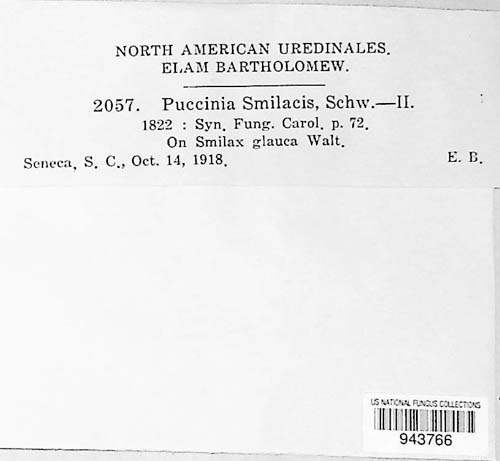 NORTH AMERICAN UREDINALES.
ELAM BARTHOLOMEW.
2057. Puccinia Smilacis, Schw.—II.
1822 : Syn. Fung. Carol. p. 72.
On Smilax glauca Walt.
Seneca, S. C., Oct. 14, 1918. E. B.
US NATIONAL FUNGUS COLLECTIONS
943766